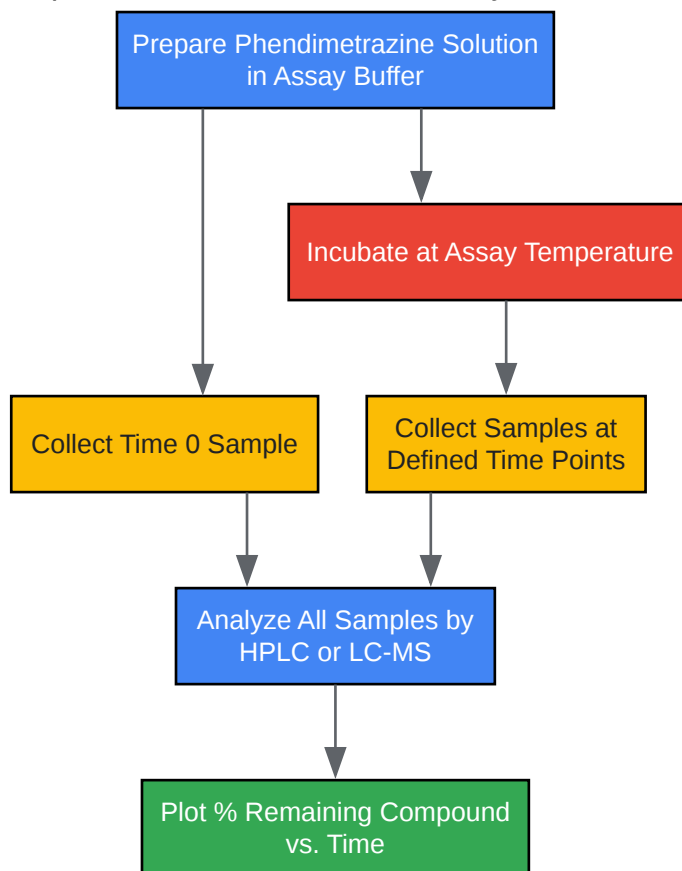 Prepare Phendimetrazine Solution
in Assay Buffer
Incubate at Assay Temperature
Collect Time 0 Sample
Collect Samples at
Defined Time Points
Analyze All Samples by
HPLC or LC-MS
Plot % Remaining Compound
vs. Time